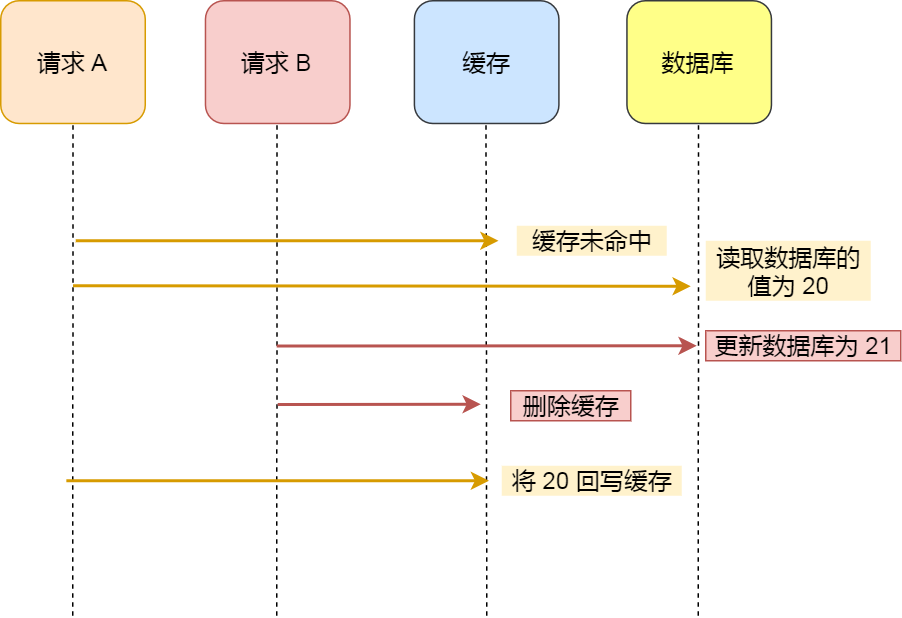 请求 A
请求 B
缓存
数据库
缓存未命中
读取数据库的
值为 20
更新数据库为 21
删除缓存
将 20 回写缓存